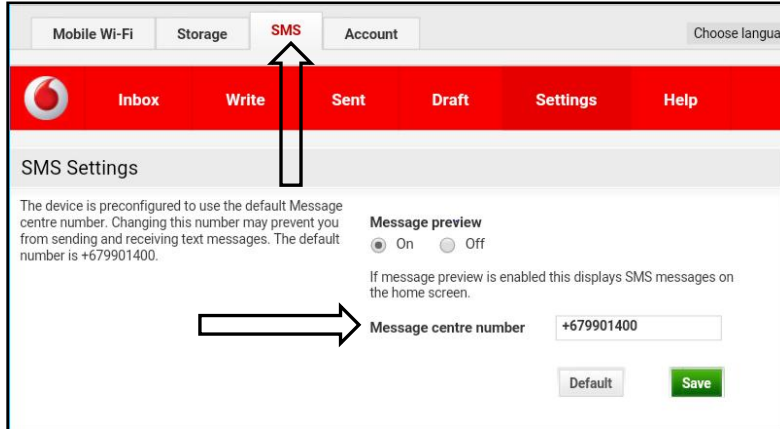 Mobile Wi-Fi Storage SMS Account Choose langua
Inbox Write Sent Draft Settings Help
SMS Settings
The device is preconfigured to use the default Message
centre number. Changing this number may prevent you
from sending and receiving text messages. The default
number is +679901400.
Message preview
On Off
If message preview is enabled this displays SMS messages on
the home screen.
Message centre number +679901400
Default Save